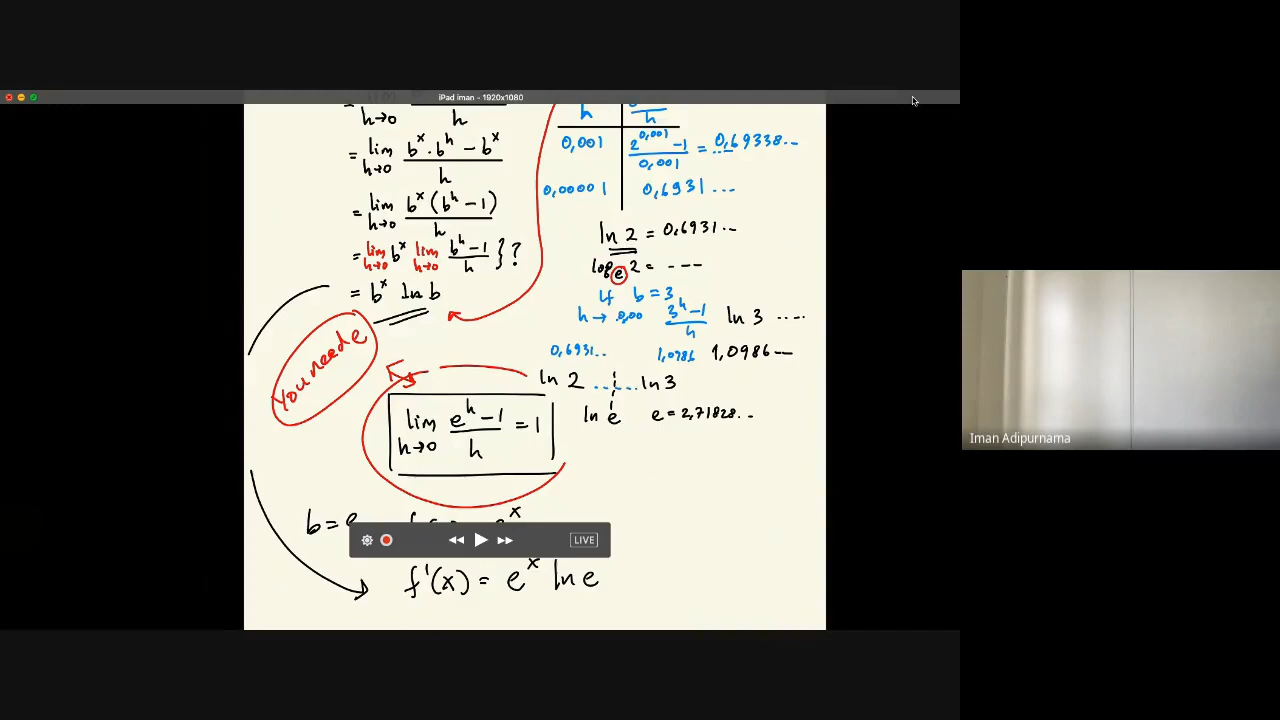 iPad iman - 1920x1080
h→0 h
= lim b^x . b^h - b^x
h→0 h
= lim b^x (b^h - 1)
h→0 h
= lim b^x lim b^h - 1 } ?
h→0 h→0 h
= b^x ln b
You need e
lim e^h - 1 = 1
h→0 h
b = e^x
f'(x) = e^x ln e
h
h
0,001 2^0,001 - 1 = 0,69338..
0,001
0,00001 0,6931 ...
ln 2 = 0,6931..
log e 2 = ---
If b = 3
h → 0,00 3^h - 1 ln 3 ....
h
0,6931.. 1,0986 1,0986--
ln 2 ...... ln 3
ln e e = 2,71828..
LIVE
Iman Adipurnama